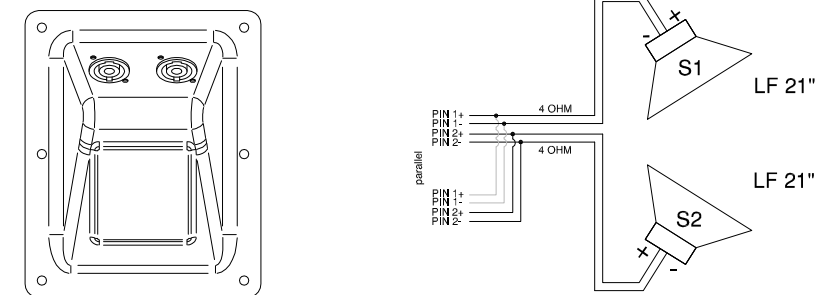 +
-
S1
LF 21"
PIN 1+
PIN 1-
PIN 2+
PIN 2-
4 OHM
4 OHM
parallel
PIN 1+
PIN 1-
PIN 2+
PIN 2-
LF 21"
S2
+
-